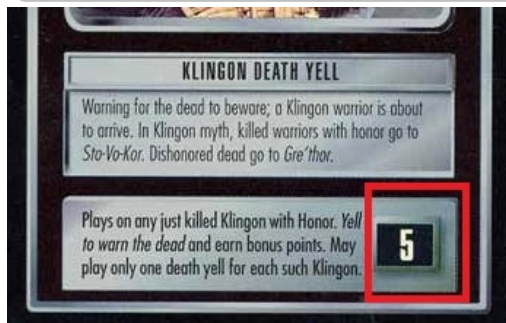 KLINGON DEATH YELL
Warning for the dead to beware; a Klingon warrior is about
to arrive. In Klingon myth, killed warriors with honor go to
Sto-Vo-Kor. Dishonored dead go to Gre'thor.
Plays on any just killed Klingon with Honor. Yell
to warn the dead and earn bonus points. May
play only one death yell for each such Klingon.
5